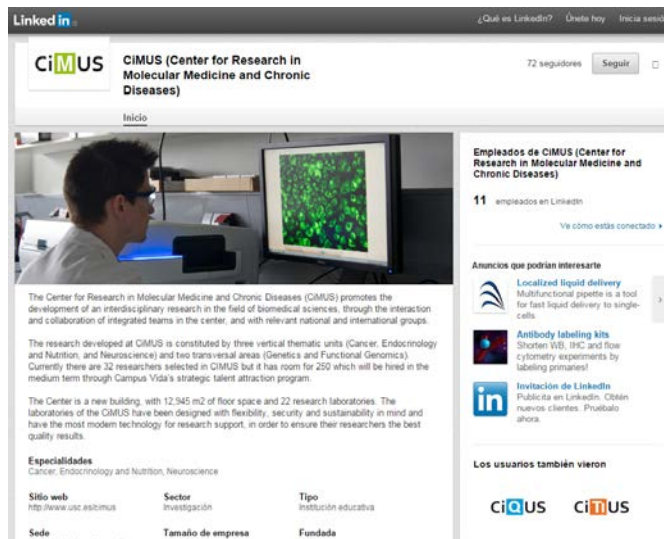 Linked in
¿Qué es LinkedIn? Únete hoy Inicia sesió
CiMUS
CiMUS (Center for Research in
Molecular Medicine and Chronic
Diseases)
72 seguidores Seguir
Inicio
The Center for Research in Molecular Medicine and Chronic Diseases (CiMUS) promotes the
development of an interdisciplinary research in the field of biomedical sciences, through the interaction
and collaboration of integrated teams in the center, and with relevant national and international groups.
The research developed at CiMUS is constituted by three vertical thematic units (Cancer, Endocrinology
and Nutrition, and Neuroscience) and two transversal areas (Genetics and Functional Genomics).
Currently there are 32 researchers selected in CIMUS but it has room for 250 which will be hired in the
medium term through Campus Vida's strategic talent attraction program.
The Center is a new building, with 12,945 m2 of floor space and 22 research laboratories. The
laboratories of the CiMUS have been designed with flexibility, security and sustainability in mind and
have the most modern technology for research support, in order to ensure their researchers the best
quality results.
Especialidades
Cancer, Endocrinology and Nutrition, Neuroscience
Sitio web
http://www.usc.es/cimus
Sector
Investigación
Tipo
Institución educativa
Sede
Tamaño de empresa
Fundada
Empleados de CiMUS (Center for
Research in Molecular Medicine and
Chronic Diseases)
11 empleados en LinkedIn
Ve cómo estás conectado
Anuncios que podrían interesarte
Localized liquid delivery
Multifunctional pipette is a tool
for fast liquid delivery to single-
cells
Antibody labeling kits
Shorten WB, IHC and flow
cytometry experiments by
labeling primaries!
in
Invitación de LinkedIn
Publicita en LinkedIn. Obtén
nuevos clientes. Pruébalo
ahora.
Los usuarios también vieron
CiQUS CiTIUS